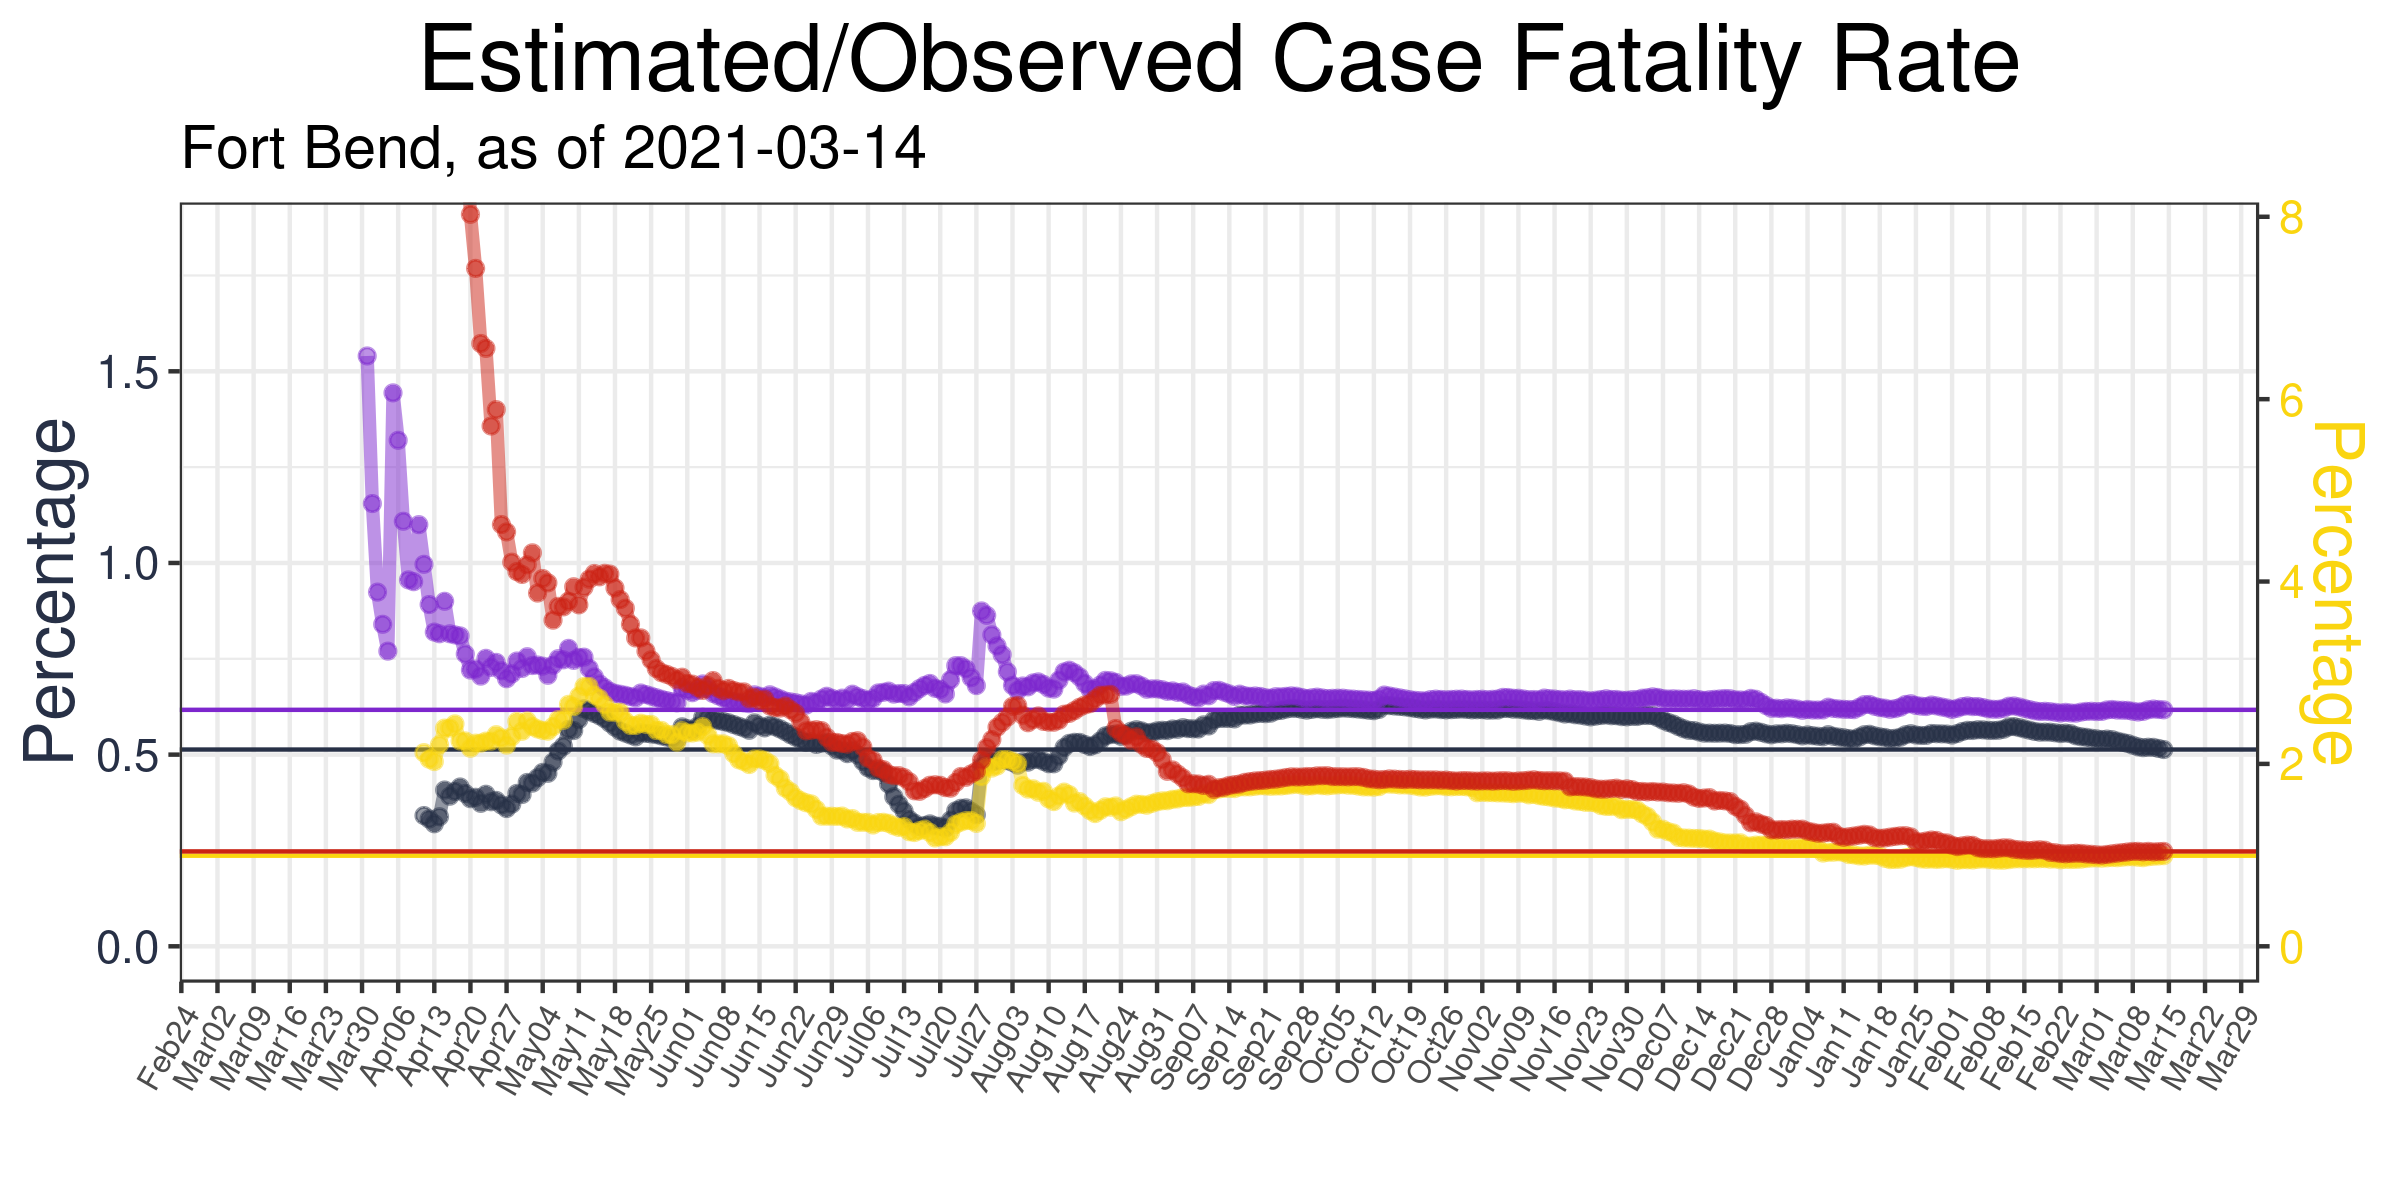 Estimated/Observed Case Fatality Rate
Fort Bend, as of 2021-03-14
Percentage
1.5
1.0
0.5
0.0
8
6
4
2
0
Percentage
Feb24
Mar02
Mar09
Mar16
Mar23
Mar30
Apr06
Apr13
Apr20
Apr27
May04
May11
May18
May25
Jun01
Jun08
Jun15
Jun22
Jun29
Jul06
Jul13
Jul20
Jul27
Aug03
Aug10
Aug17
Aug24
Aug31
Sep07
Sep14
Sep21
Sep28
Oct05
Oct12
Oct19
Oct26
Nov02
Nov09
Nov16
Nov23
Nov30
Dec07
Dec14
Dec21
Dec28
Jan04
Jan11
Jan18
Jan25
Feb01
Feb08
Feb15
Feb22
Mar01
Mar08
Mar15
Mar22
Mar29